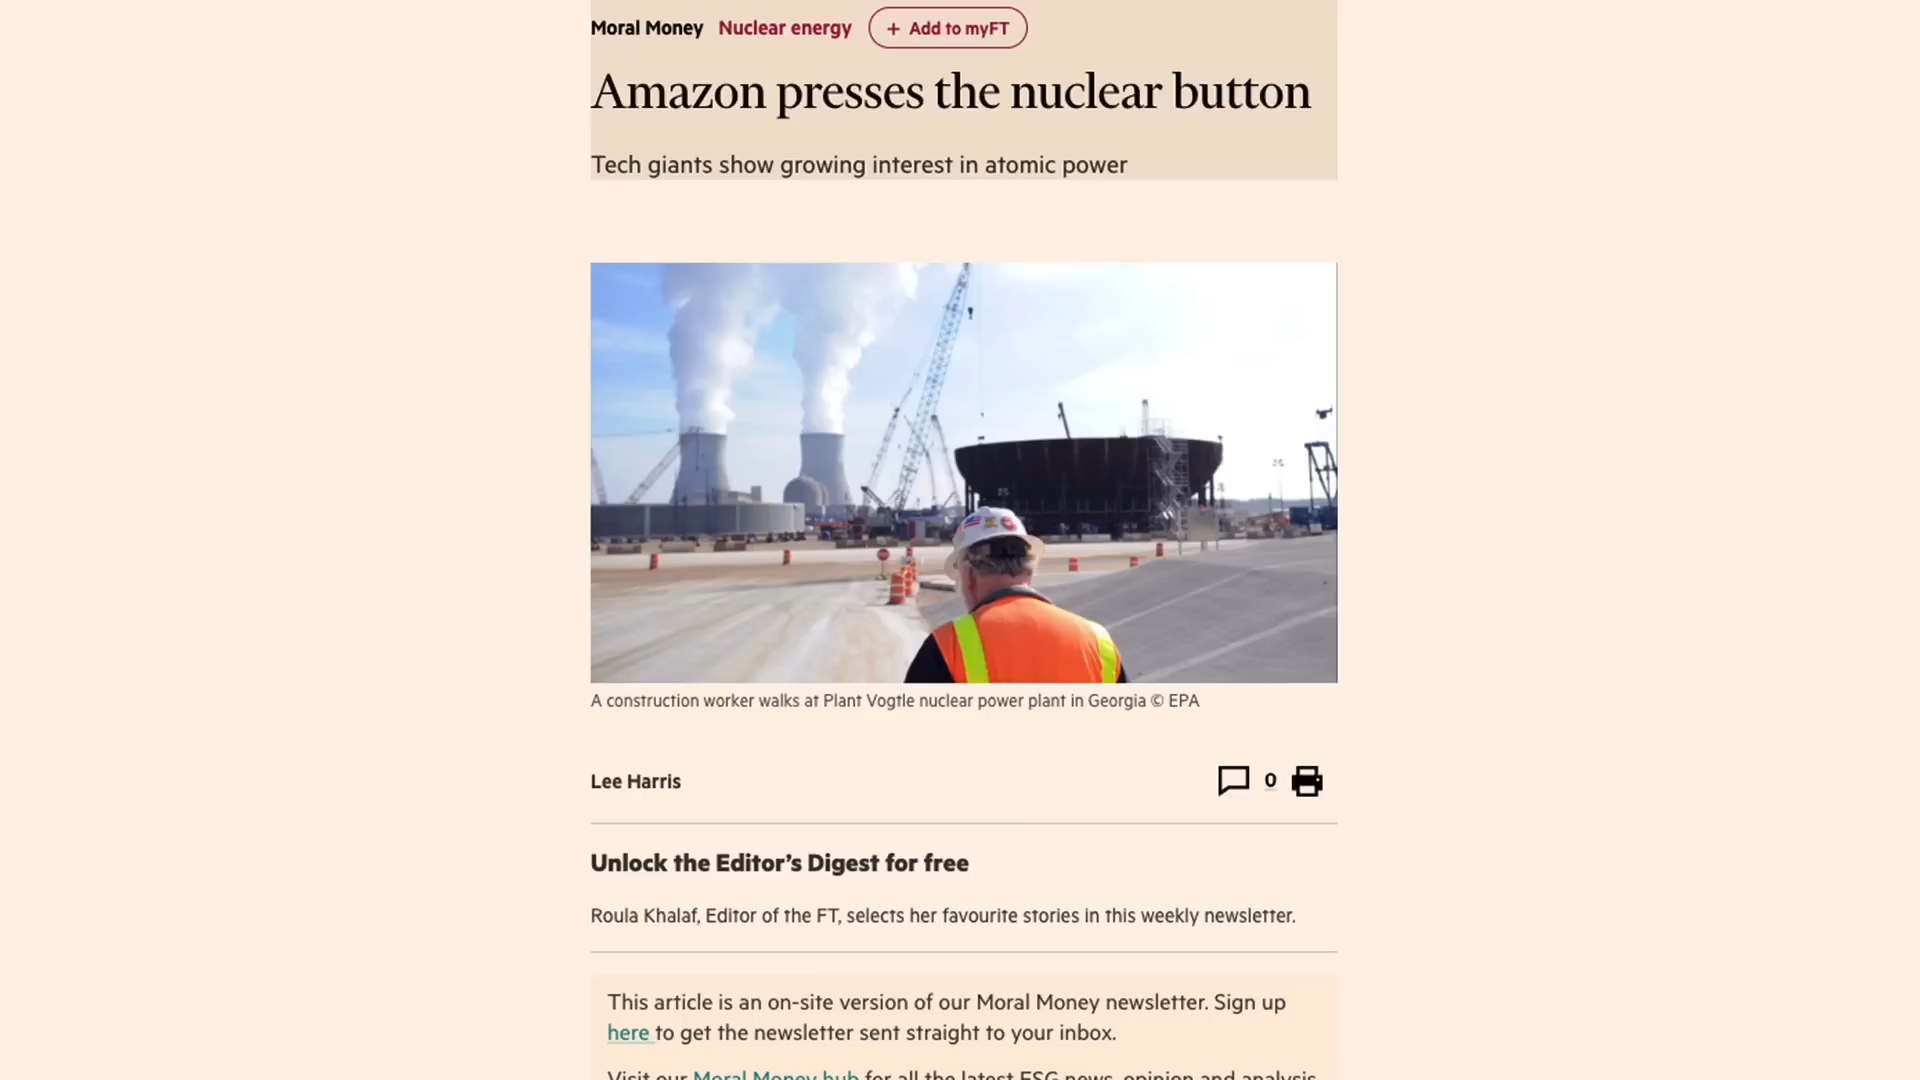 Moral Money Nuclear energy + Add to myFT
Amazon presses the nuclear button
Tech giants show growing interest in atomic power
A construction worker walks at Plant Vogtle nuclear power plant in Georgia © EPA
Lee Harris
0
Unlock the Editor’s Digest for free
Roula Khalaf, Editor of the FT, selects her favourite stories in this weekly newsletter.
This article is an on-site version of our Moral Money newsletter. Sign up
here to get the newsletter sent straight to your inbox.
Visit our Moral Money hub for all the latest ESG news, opinion and analysis